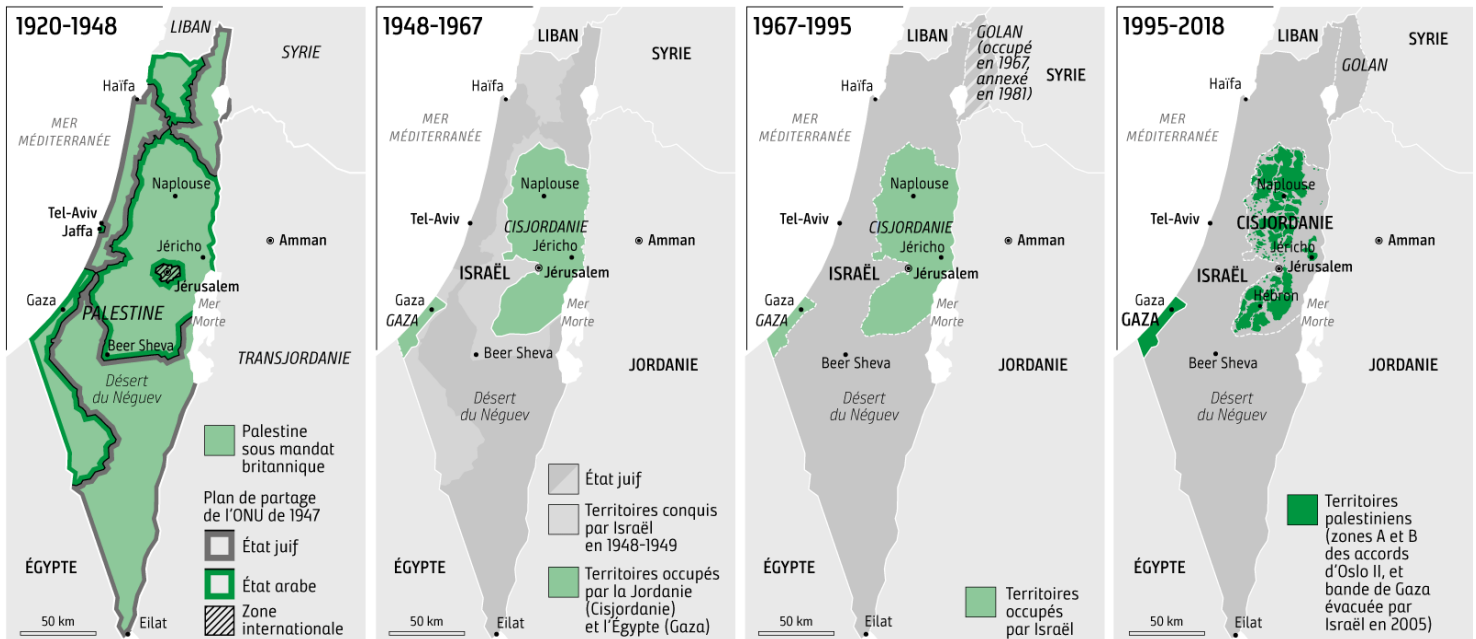 1920-1948
LIBAN
SYRIE
Haïfa
MER
MÉDITERRANÉE
Naplouse
Tel-Aviv
Jaffa
Jéricho
Amman
Jérusalem
Gaza
PALESTINE
Mer
Morte
Beer Sheva
TRANSJORDANIE
Désert
du Néguev
Palestine
sous mandat
britannique
Plan de partage
de l'ONU de 1947
État juif
État arabe
Zone
internationale
ÉGYPTE
50 km
Eilat
1948-1967
LIBAN
SYRIE
Haïfa
MER
MÉDITERRANÉE
Naplouse
Tel-Aviv
CISJORDANIE
Jéricho
Amman
ISRAËL
Jérusalem
Gaza
GAZA
Mer
Morte
Beer Sheva
JORDANIE
Désert
du Néguev
État juif
Territoires conquis
par Israël
en 1948-1949
Territoires occupés
par la Jordanie
(Cisjordanie)
et l'Égypte (Gaza)
ÉGYPTE
50 km
Eilat
1967-1995
LIBAN
GOLAN
(occupé
en 1967,
annexé
en 1981)
SYRIE
Haïfa
MER
MÉDITERRANÉE
Naplouse
Tel-Aviv
CISJORDANIE
Jéricho
Amman
ISRAËL
Jérusalem
Gaza
GAZA
Mer
Morte
Beer Sheva
JORDANIE
Désert
du Néguev
Territoires
occupés
par Israël
ÉGYPTE
50 km
Eilat
1995-2018
LIBAN
SYRIE
GOLAN
Haïfa
MER
MÉDITERRANÉE
Naplouse
Tel-Aviv
CISJORDANIE
Jéricho
Amman
ISRAËL
Jérusalem
Hébron
Gaza
GAZA
Mer
Morte
Beer Sheva
JORDANIE
Désert
du Néguev
Territoires
palestiniens
(zones A et B
des accords
d'Oslo II, et
bande de Gaza
évacuée par
Israël en 2005)
ÉGYPTE
50 km
Eilat